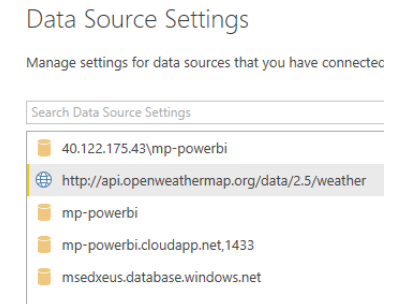 Data Source Settings
Manage settings for data sources that you have connected
Search Data Source Settings
40.122.175.43\mp-powerbi
http://api.openweathermap.org/data/2.5/weather
mp-powerbi
mp-powerbi.cloudapp.net,1433
msedxeus.database.windows.net